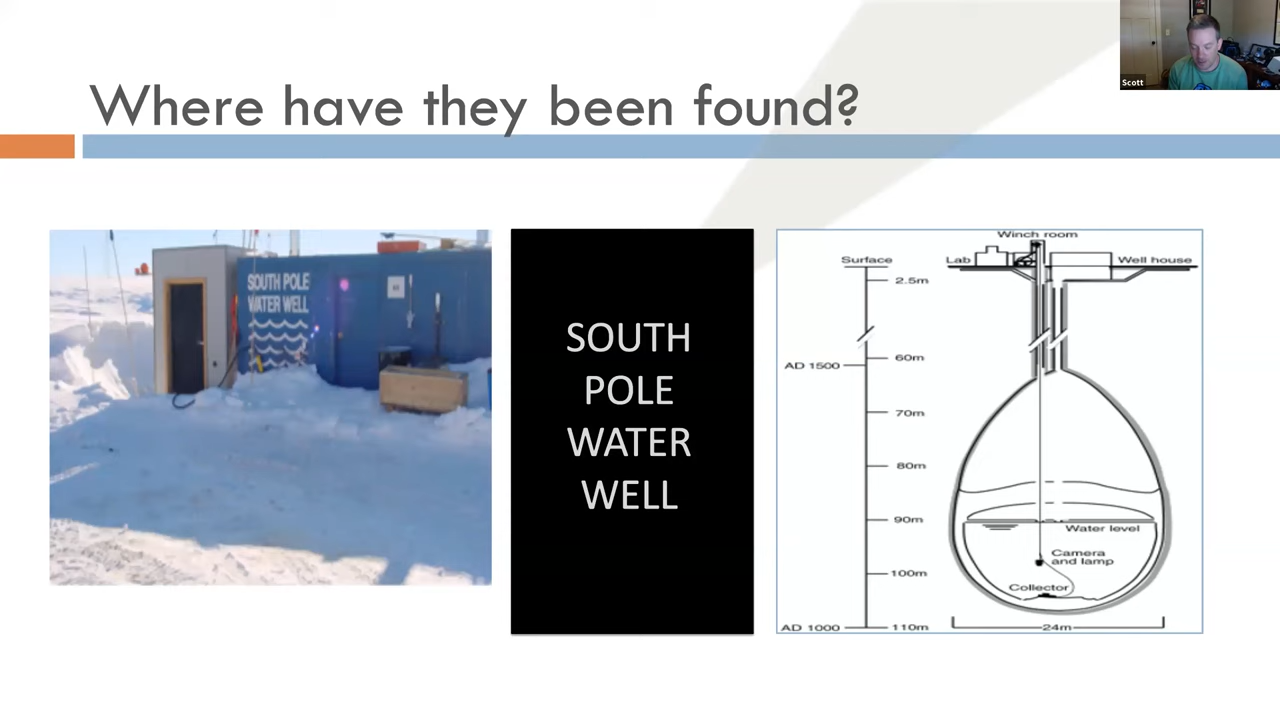 Scott
Where have they been found?
SOUTH POLE
WATER WELL
SOUTH
POLE
WATER
WELL
Winch room
Surface
Lab
Well house
2.5m
60m
AD 1500
70m
80m
90m
Water level
Camera
and lamp
100m
Collector
AD 1000
110m
24m